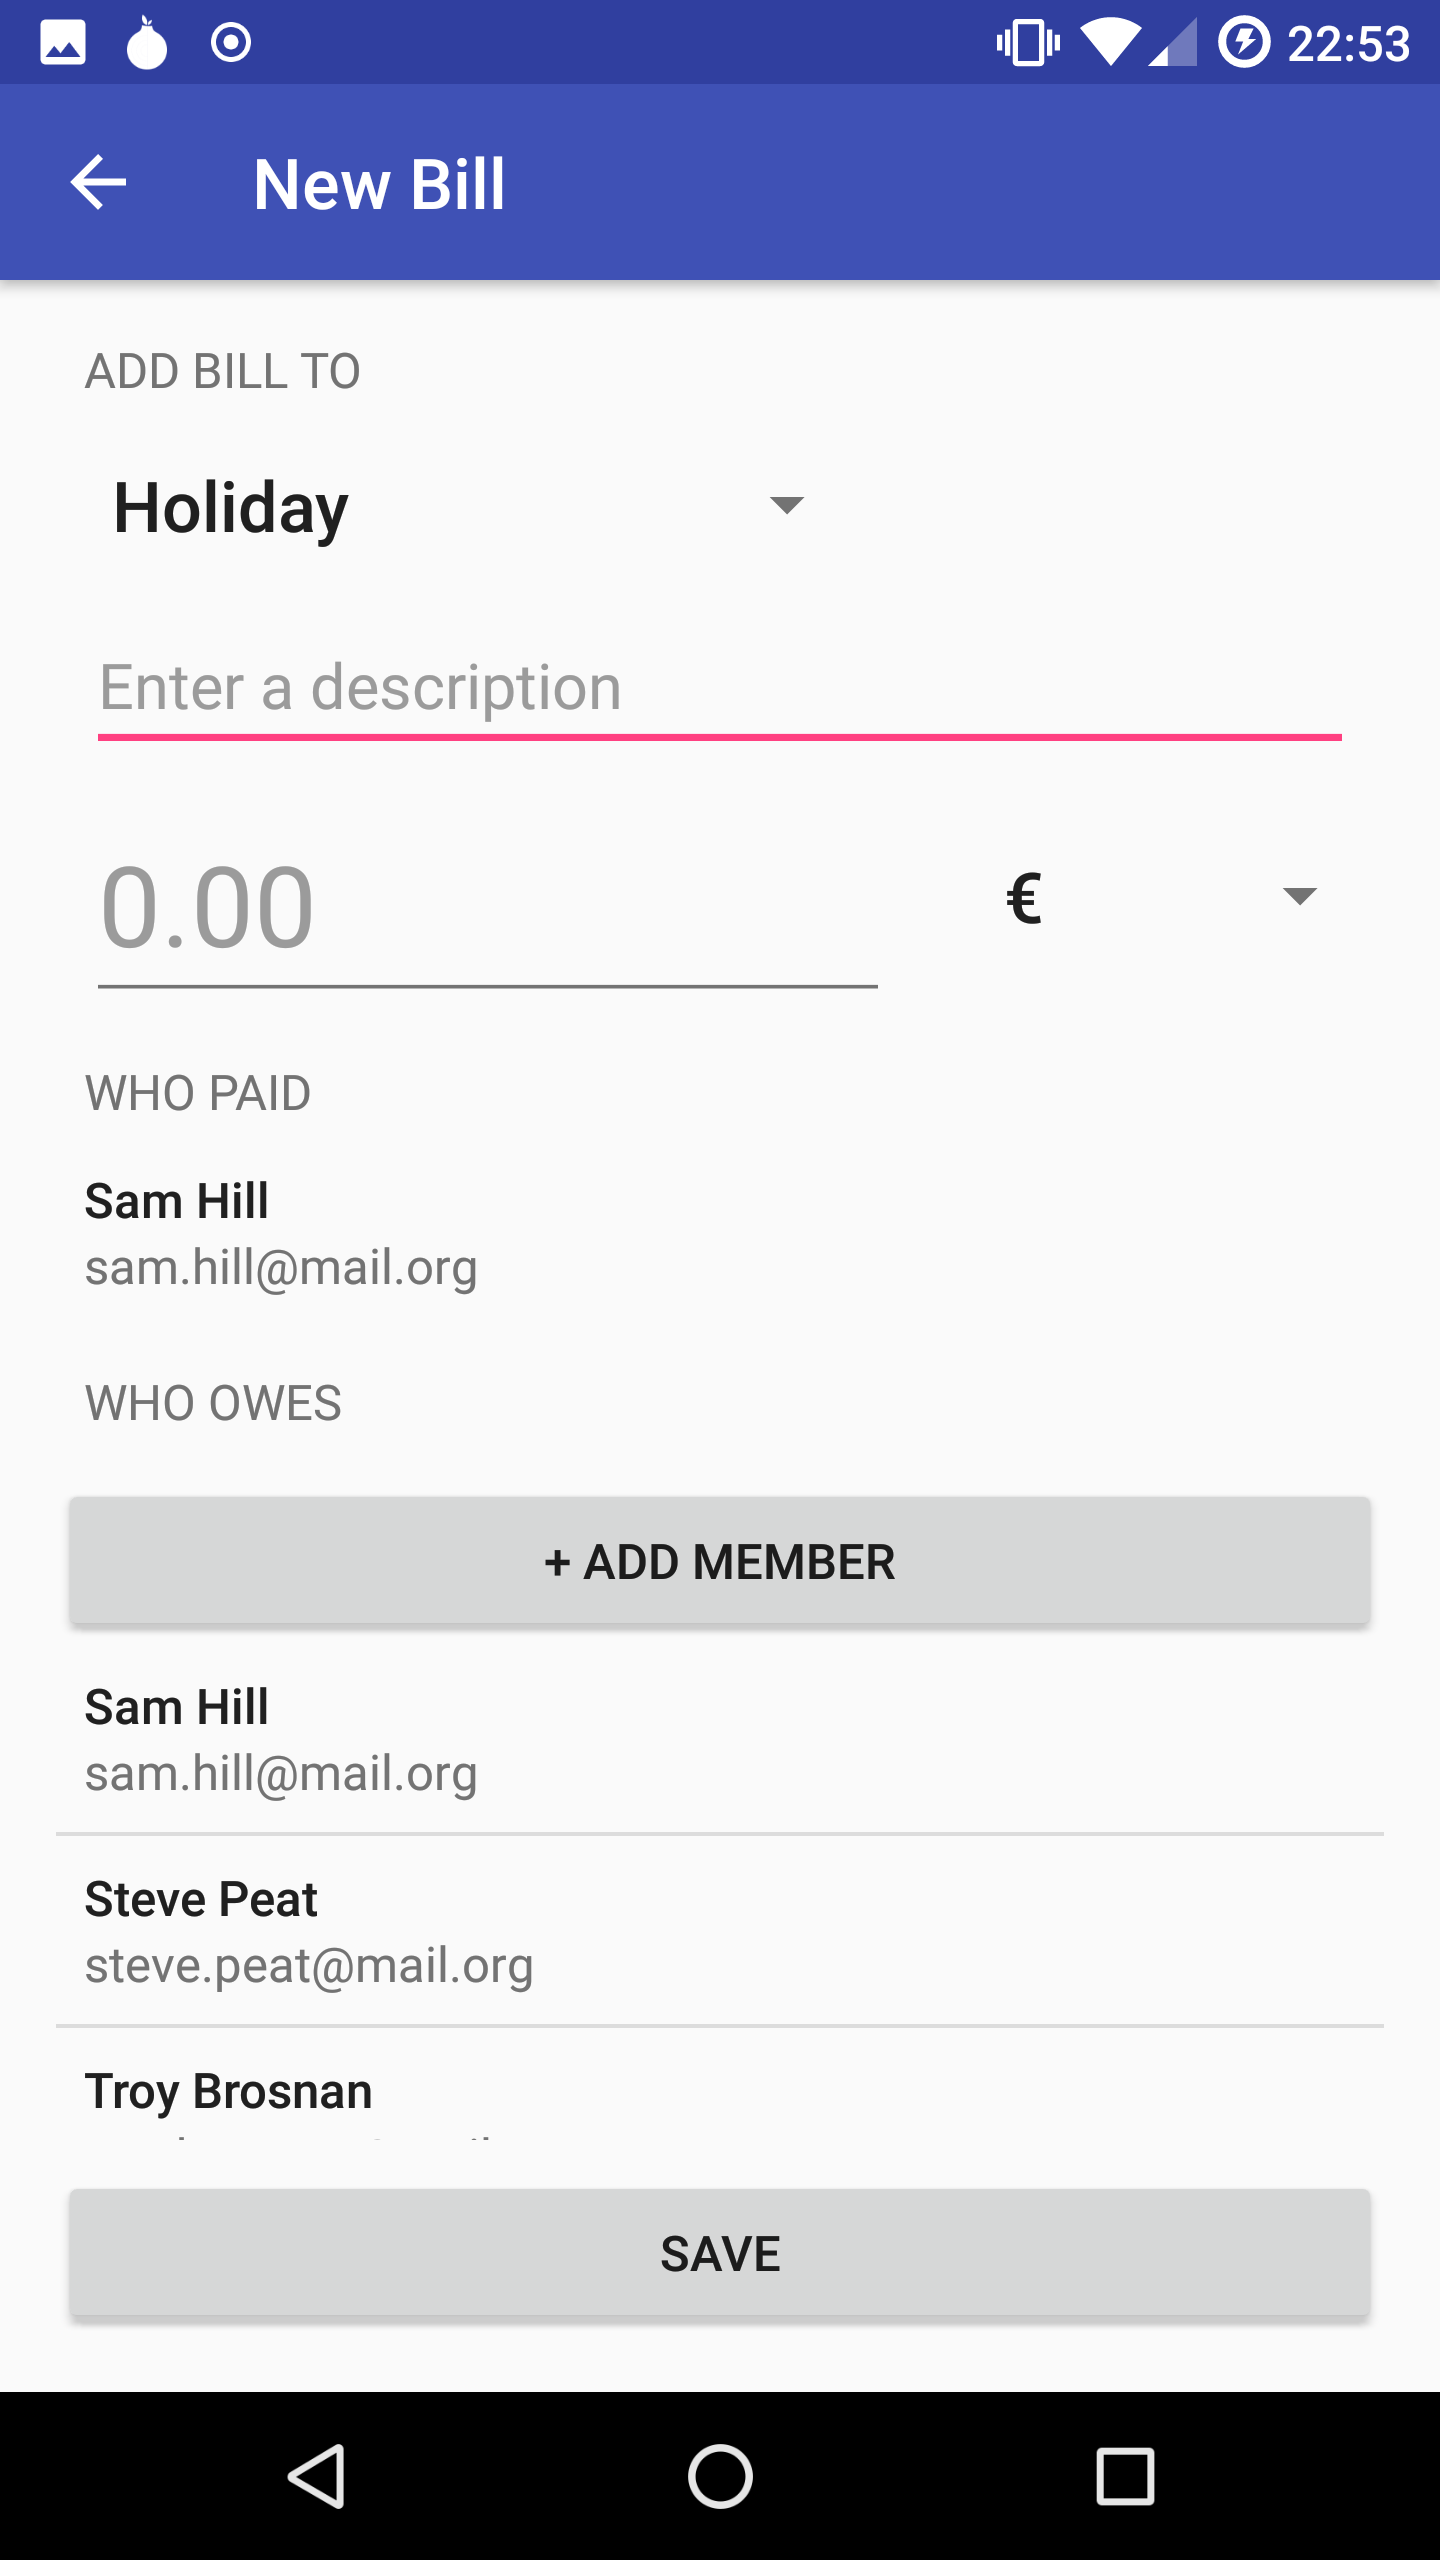 22:53
New Bill
ADD BILL TO
Holiday
Enter a description
0.00 €
WHO PAID
Sam Hill
sam.hill@mail.org
WHO OWES
+ ADD MEMBER
Sam Hill
sam.hill@mail.org
Steve Peat
steve.peat@mail.org
Troy Brosnan
SAVE